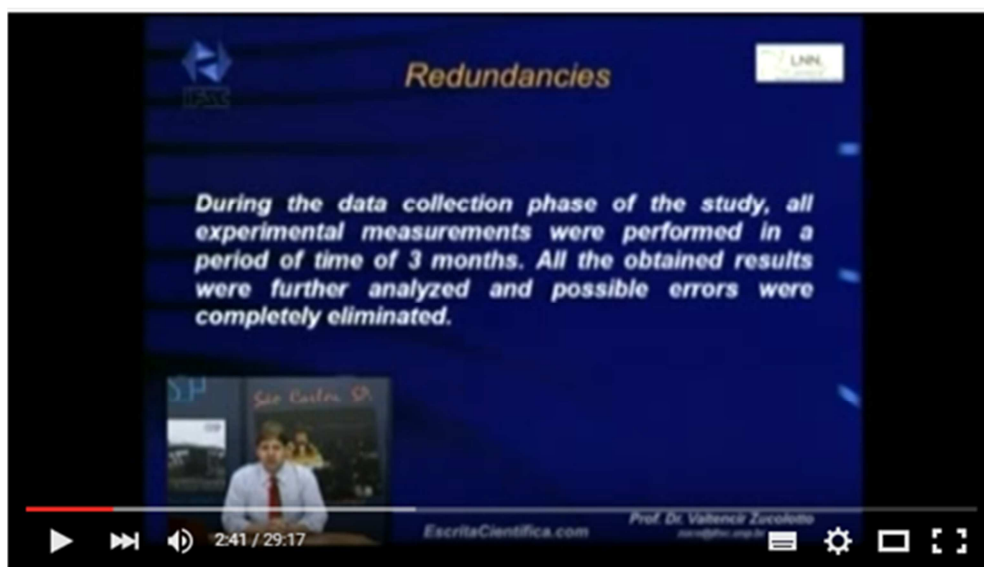 IFSC
Redundancies
LNN
During the data collection phase of the study, all
experimental measurements were performed in a
period of time of 3 months. All the obtained results
were further analyzed and possible errors were
completely eliminated.
São Carlos, SP
EscritaCientífica.com
Prof. Dr. Valtencir Zucolotto
2:41 / 29:17